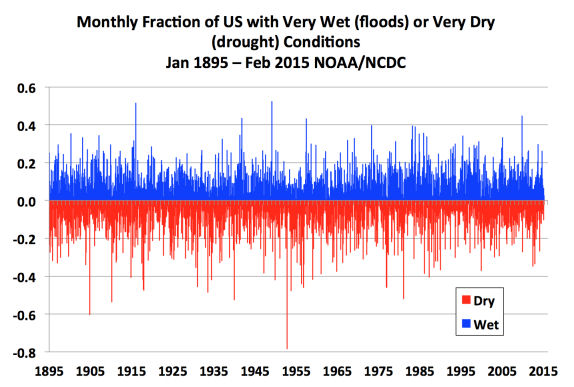 Monthly Fraction of US with Very Wet (floods) or Very Dry
(drought) Conditions
Jan 1895 – Feb 2015 NOAA/NCDC
0.6
0.4
0.2
0.0
-0.2
-0.4
-0.6
-0.8
Dry
Wet
1895 1905 1915 1925 1935 1945 1955 1965 1975 1985 1995 2005 2015